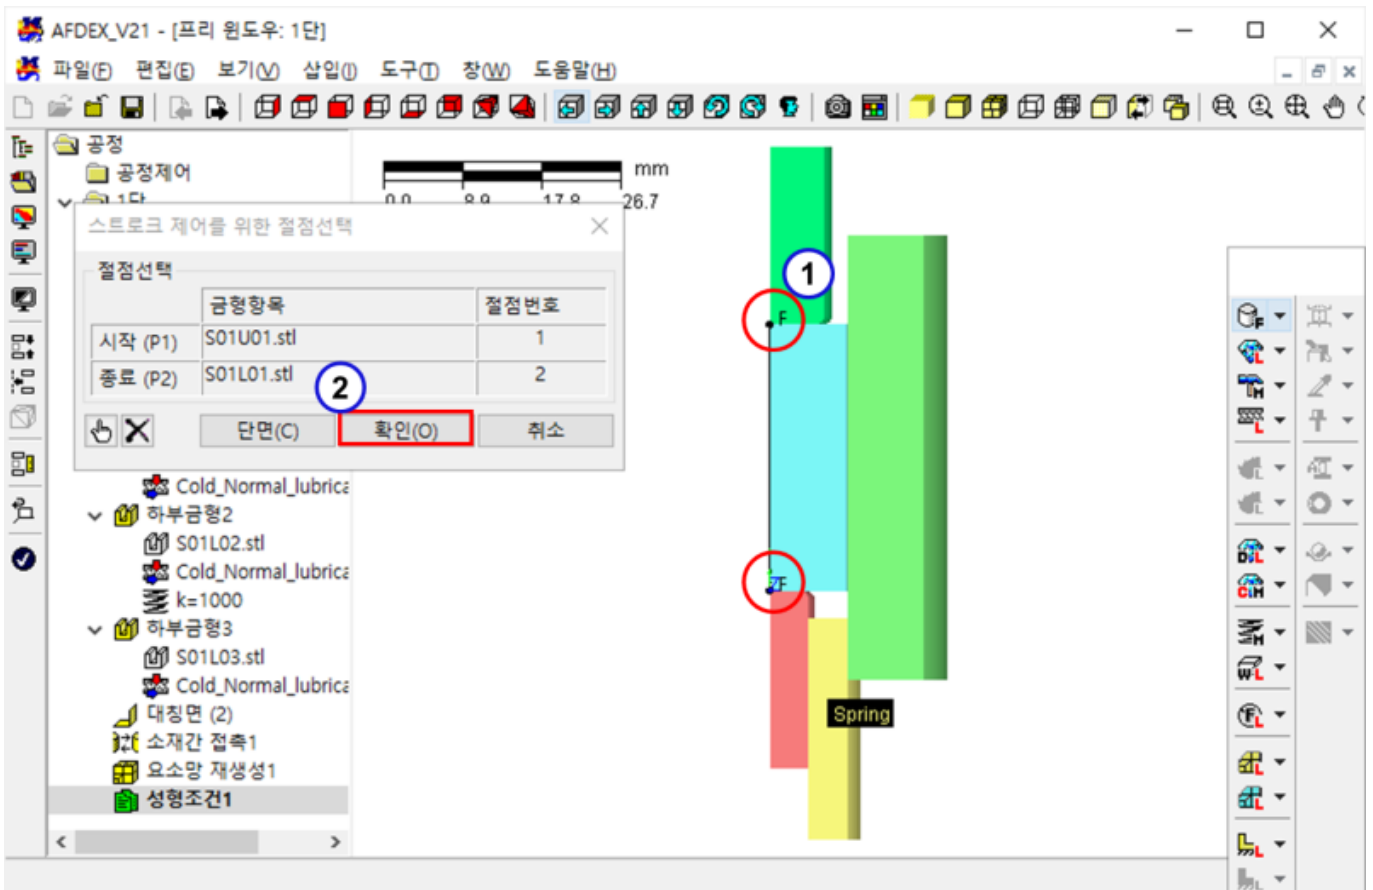 AFDEX_V21 - [프리 윈도우: 1단]
파일(F) 편집(E) 보기(V) 삽입(I) 도구(T) 창(W) 도움말(H)
공정
공정제어
1단
mm
0.0 8.9 17.8 26.7
스트로크 제어를 위한 절점선택
절점선택
금형항목 절점번호
시작 (P1) S01U01.stl 1
종료 (P2) S01L01.stl 2
단면(C) 확인(O) 취소
1
2
F
F
Cold_Normal_lubrica
하부금형2
S01L02.stl
Cold_Normal_lubrica
k=1000
하부금형3
S01L03.stl
Cold_Normal_lubrica
대칭면 (2)
소재간 접촉1
요소망 재생성1
성형조건1
Spring